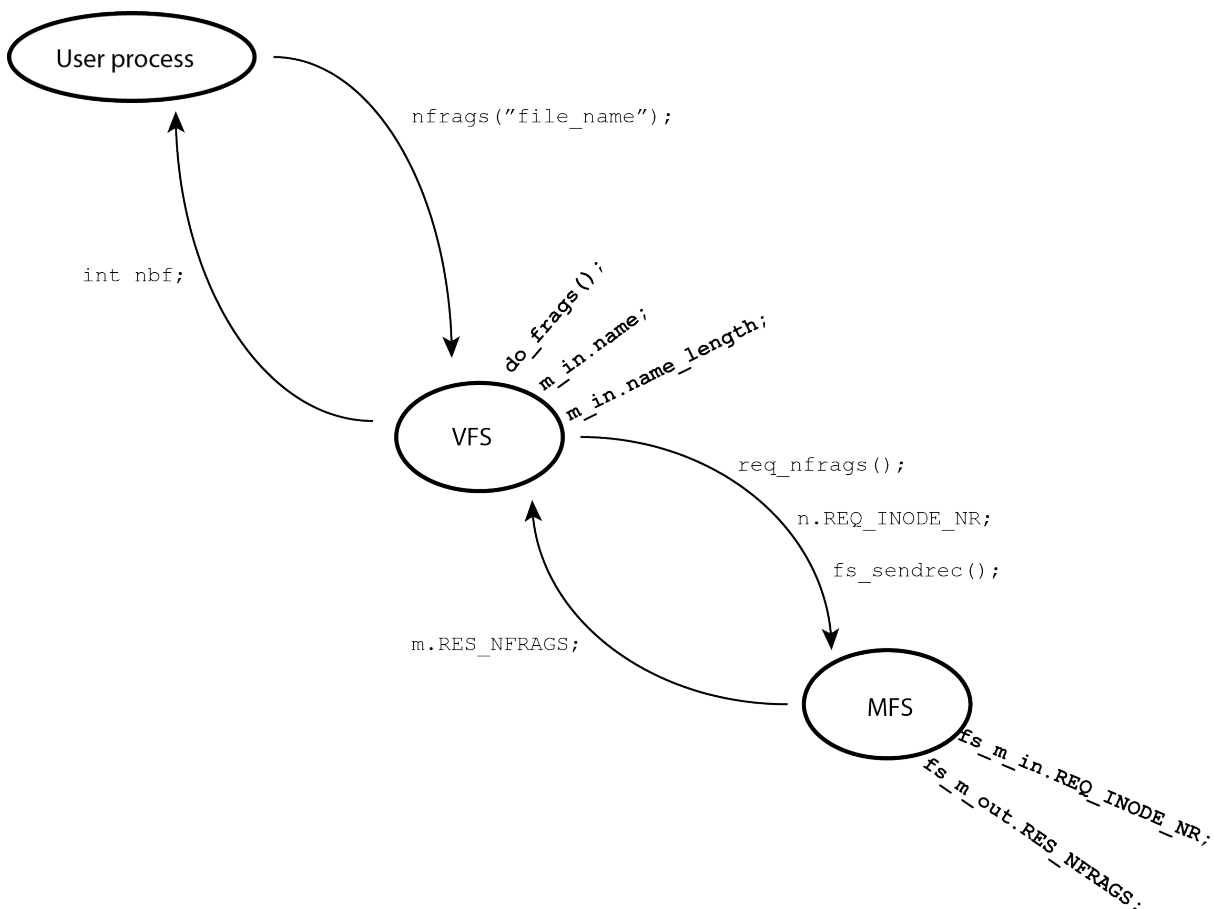 User process
nfrags(”file_name”);
int nbf;
do_frags();
m_in.name;
m_in.name_length;
VFS
req_nfrags();
n.REQ_INODE_NR;
fs_sendrec();
m.RES_NFRAGS;
MFS
fs_m_in.REQ_INODE_NR;
fs_m_out.RES_NFRAGS;